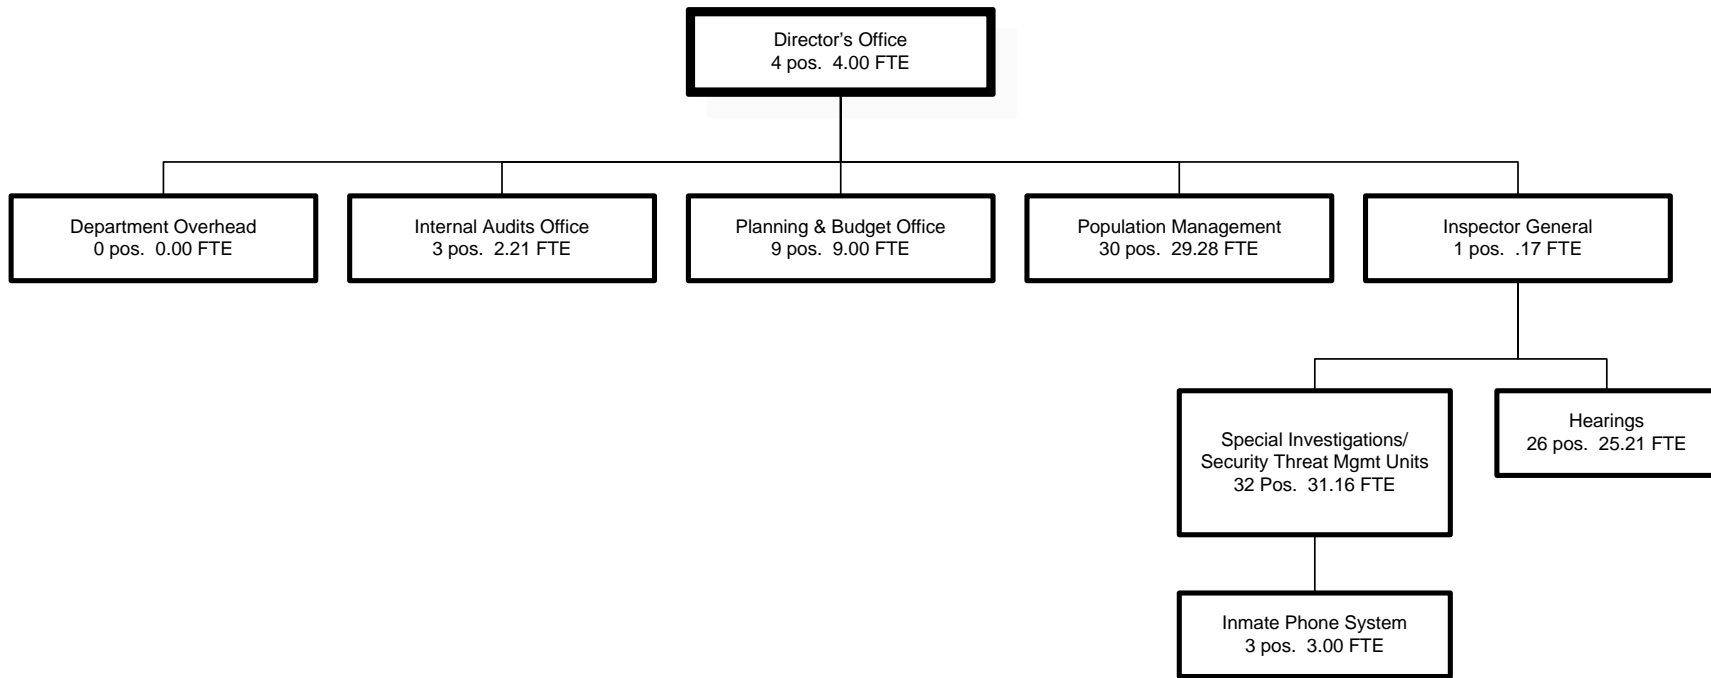 Director's Office
4 pos.  4.00 FTE
Department Overhead
0 pos.  0.00 FTE
Internal Audits Office
3 pos.  2.21 FTE
Planning & Budget Office
9 pos.  9.00 FTE
Population Management
30 pos.  29.28 FTE
Inspector General
1 pos.  .17 FTE
Special Investigations/
Security Threat Mgmt Units
32 Pos.  31.16 FTE
Hearings
26 pos.  25.21 FTE
Inmate Phone System
3 pos.  3.00 FTE